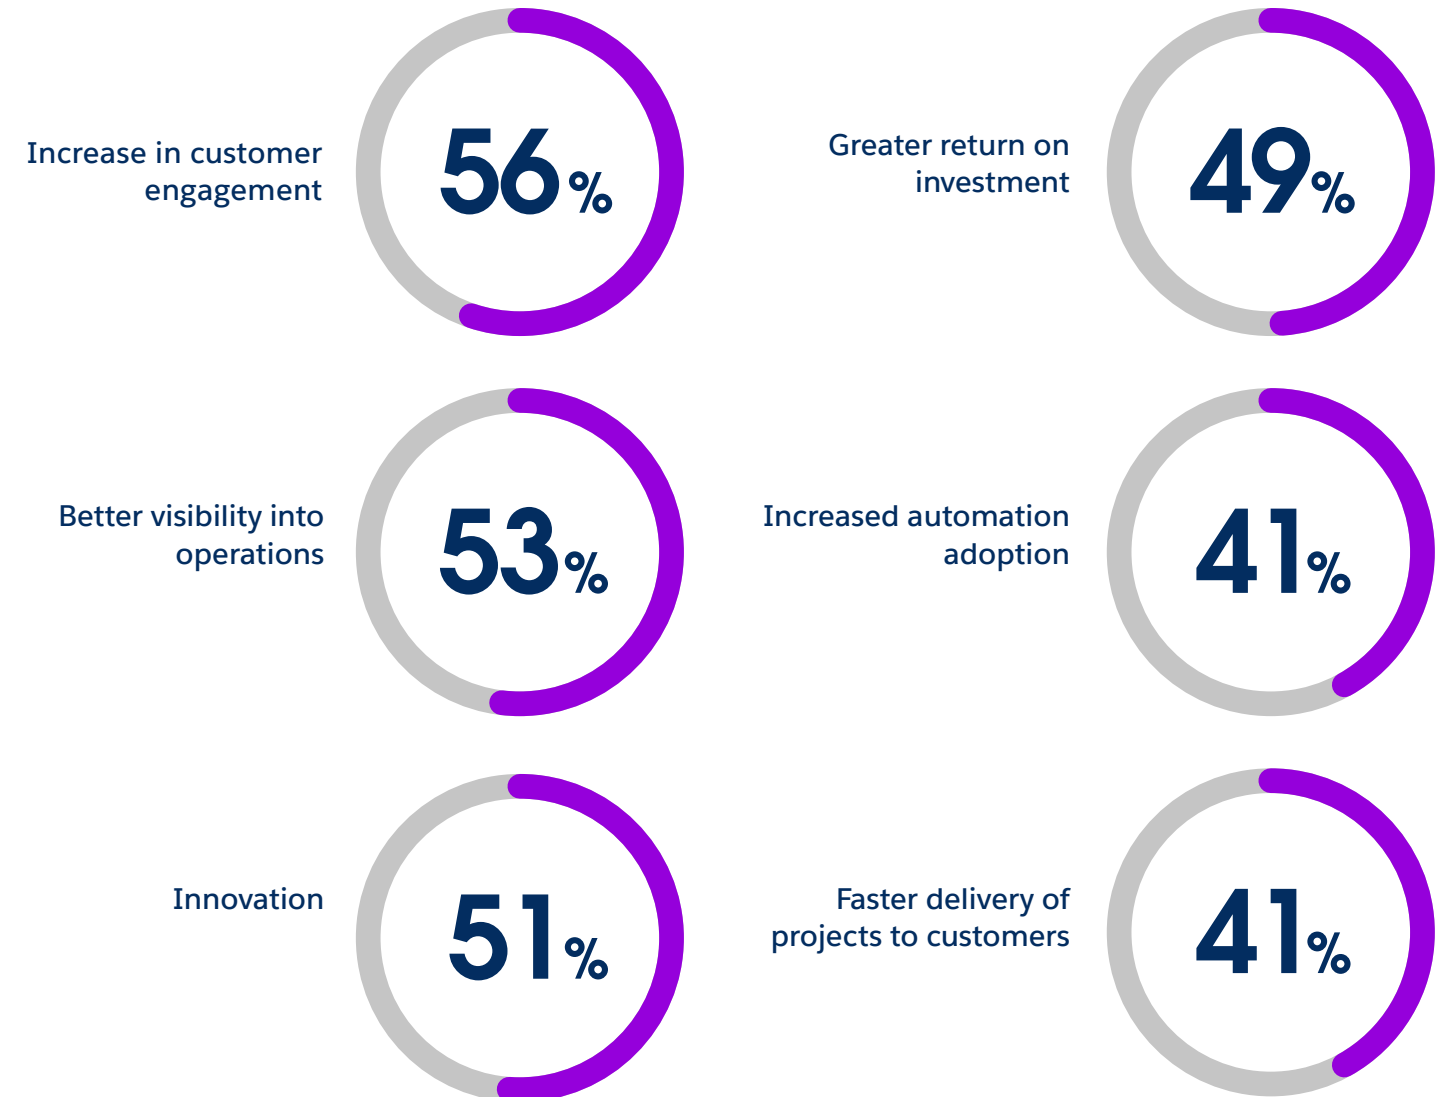 Increase in customer
engagement
56%
Greater return on
investment
49%
Better visibility into
operations
53%
Increased automation
adoption
41%
Innovation
51%
Faster delivery of
projects to customers
41%